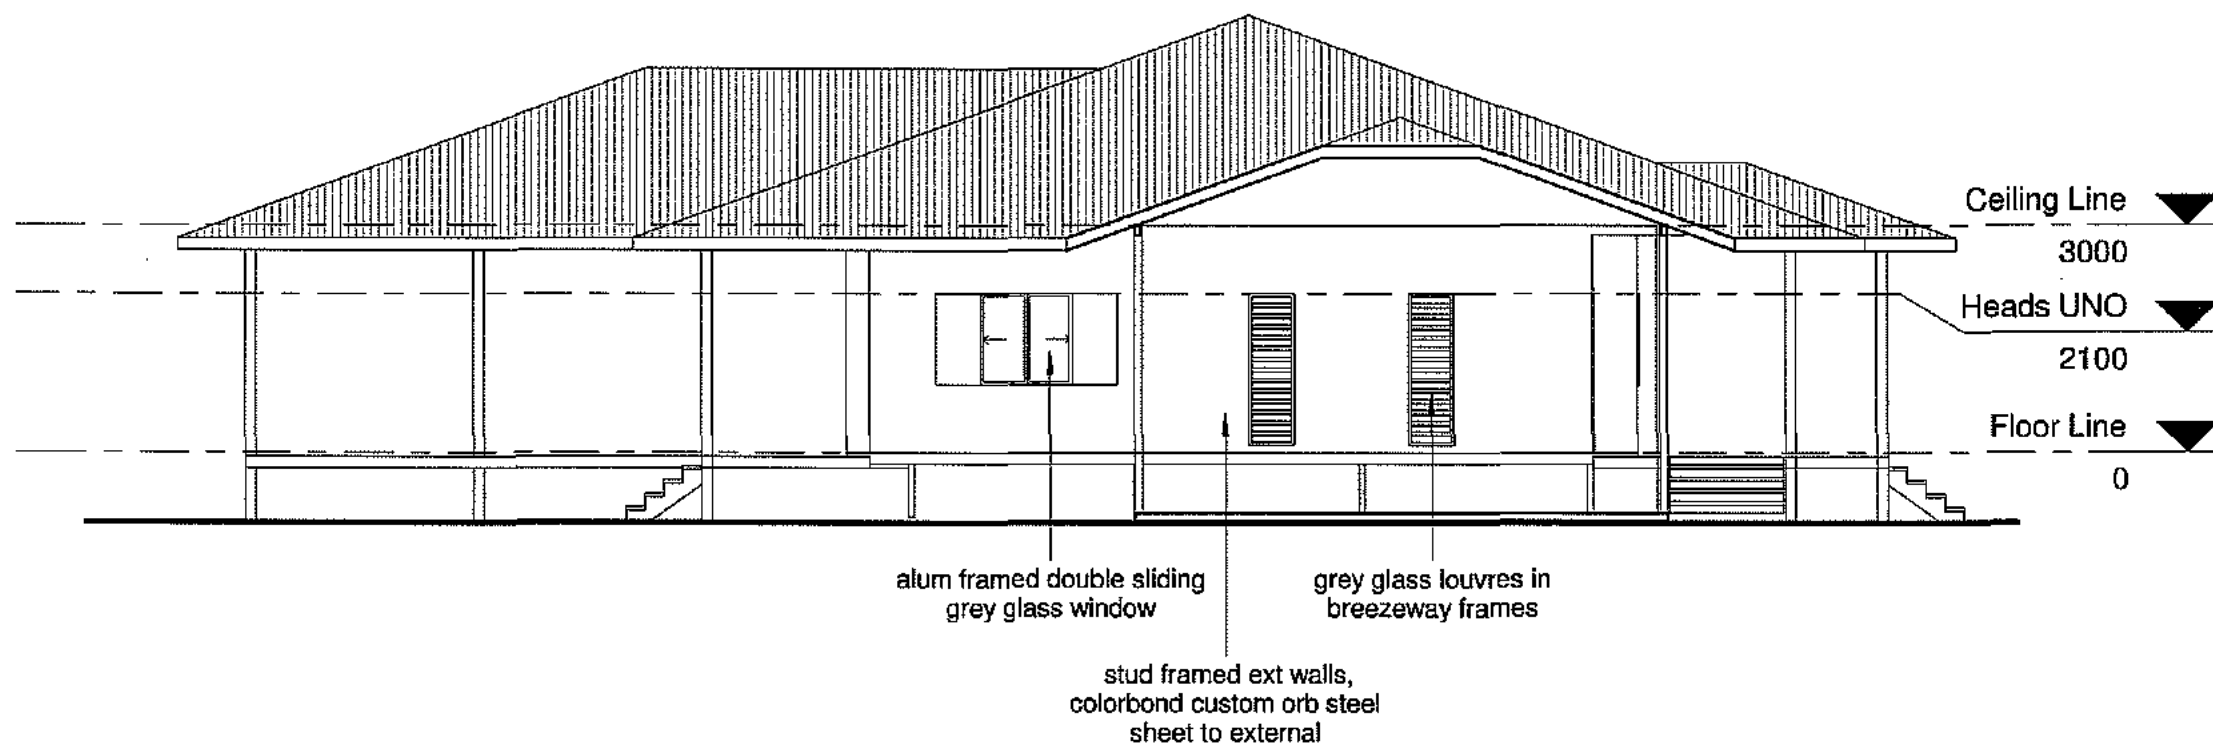 Ceiling Line
3000
Heads UNO
2100
Floor Line
0
alum framed double sliding
grey glass window
grey glass louvres in
breezeway frames
stud framed ext walls,
colorbond custom orb steel
sheet to external